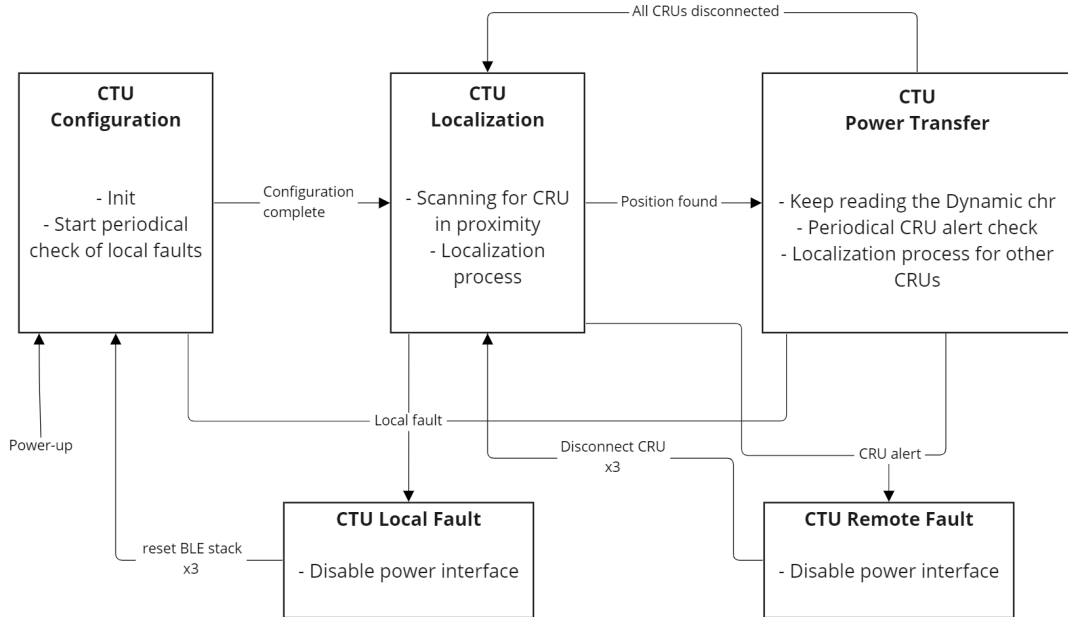 All CRUs disconnected
CTU
Configuration
- Init
- Start periodical
check of local faults
Configuration
complete
CTU
Localization
- Scanning for CRU
in proximity
- Localization
process
Position found
CTU
Power Transfer
- Keep reading the Dynamic chr
- Periodical CRU alert check
- Localization process for other
CRUs
Power-up
Local fault
Disconnect CRU
x3
CRU alert
reset BLE stack
x3
CTU Local Fault
- Disable power interface
CTU Remote Fault
- Disable power interface